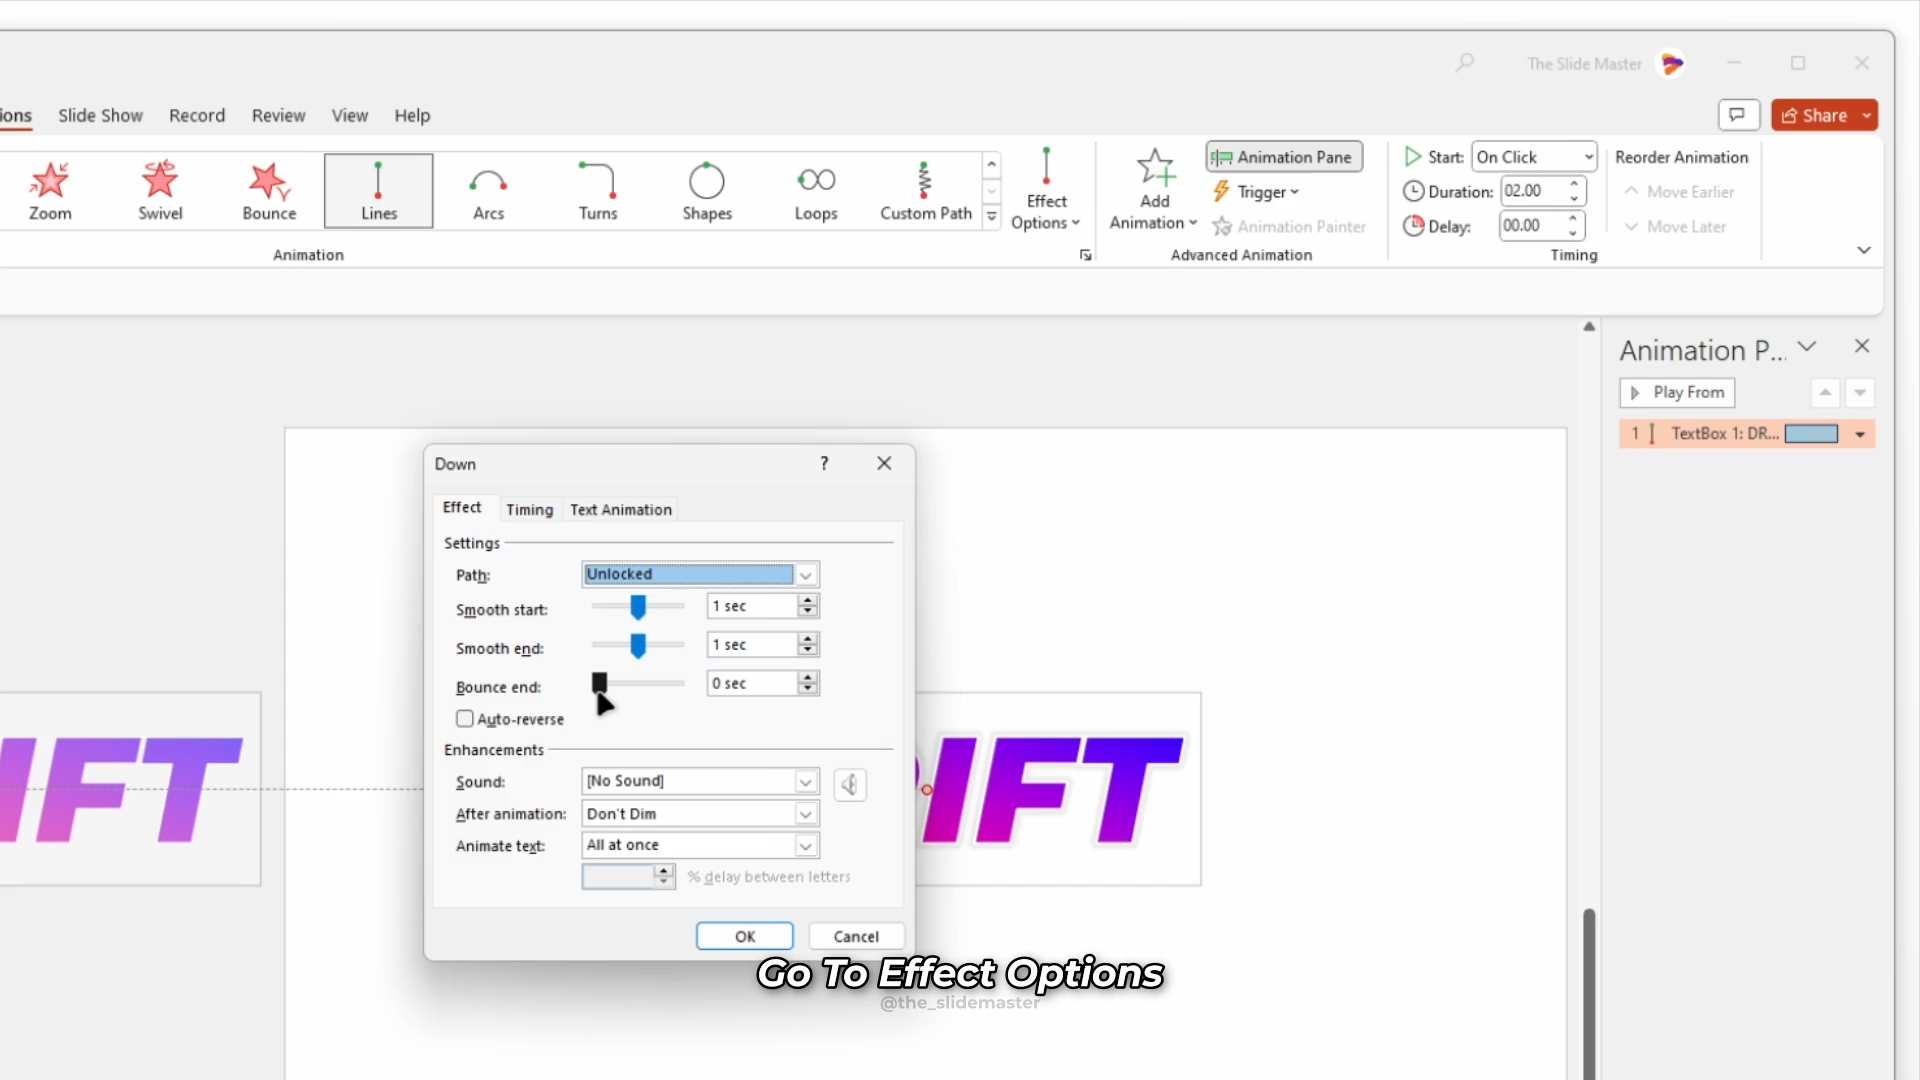 The Slide Master
ions Slide Show Record Review View Help
Share
Zoom Swivel Bounce Lines Arcs Turns Shapes Loops Custom Path
Effect Options
Add Animation
Animation Pane
Trigger
Animation Painter
Start: On Click
Duration: 02.00
Delay: 00.00
Reorder Animation
Move Earlier
Move Later
Animation Advanced Animation Timing
Animation P...
Play From
1 TextBox 1: DR...
Down ?
Effect Timing Text Animation
Settings
Path: Unlocked
Smooth start: 1 sec
Smooth end: 1 sec
Bounce end: 0 sec
Auto-reverse
Enhancements
Sound: [No Sound]
After animation: Don't Dim
Animate text: All at once
% delay between letters
OK Cancel
IFT
IFT
Go To Effect Options
@the_slidemaster